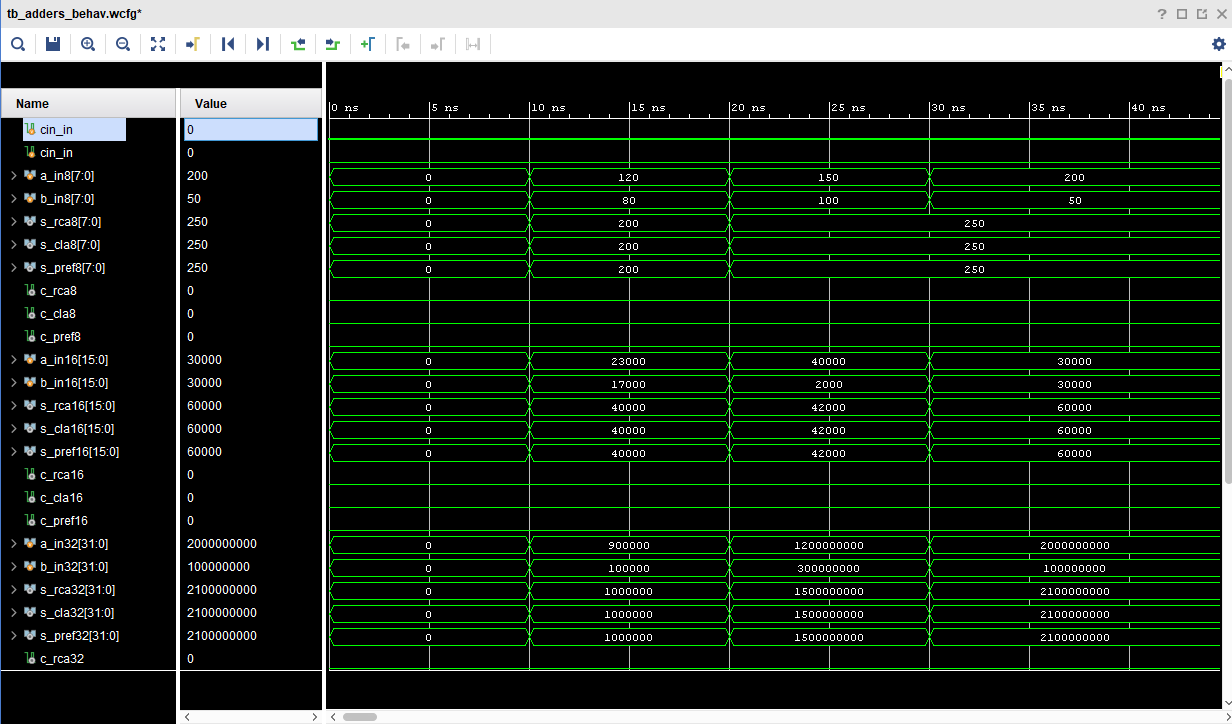 tb_adders_behav.wcfg*
Name Value
0 ns 5 ns 10 ns 15 ns 20 ns 25 ns 30 ns 35 ns 40 ns
cin_in 0
cin_in 0
a_in8[7:0] 200 0 120 150 200
b_in8[7:0] 50 0 80 100 50
s_rca8[7:0] 250 0 200 250
s_cla8[7:0] 250 0 200 250
s_pref8[7:0] 250 0 200 250
c_rca8 0
c_cla8 0
c_pref8 0
a_in16[15:0] 30000 0 23000 40000 30000
b_in16[15:0] 30000 0 17000 2000 30000
s_rca16[15:0] 60000 0 40000 42000 60000
s_cla16[15:0] 60000 0 40000 42000 60000
s_pref16[15:0] 60000 0 40000 42000 60000
c_rca16 0
c_cla16 0
c_pref16 0
a_in32[31:0] 2000000000 0 900000 1200000000 2000000000
b_in32[31:0] 100000000 0 100000 300000000 100000000
s_rca32[31:0] 2100000000 0 1000000 1500000000 2100000000
s_cla32[31:0] 2100000000 0 1000000 1500000000 2100000000
s_pref32[31:0] 2100000000 0 1000000 1500000000 2100000000
c_rca32 0